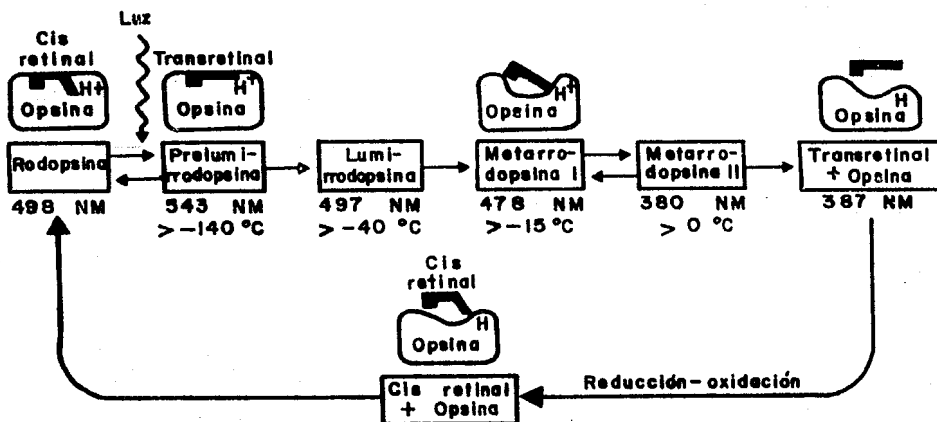 Lux
Cis
retinal
H+
Opsina
Transretinal
H+
Opsina
H+
Opsina
H
Opsina
Rodopsina
498 NM
Prelumi-
rrodopsina
543 NM
>-140 °C
Lumi-
rrodopsina
497 NM
>-40 °C
Metarro-
dopsina I
478 NM
>-15°C
Metarro-
dopsina II
380 NM
> 0 °C
Transretinal
+ Opsina
387 NM
Cis
retinal
H
Opsina
Cis retinal
+ Opsina
Reducción-oxidación